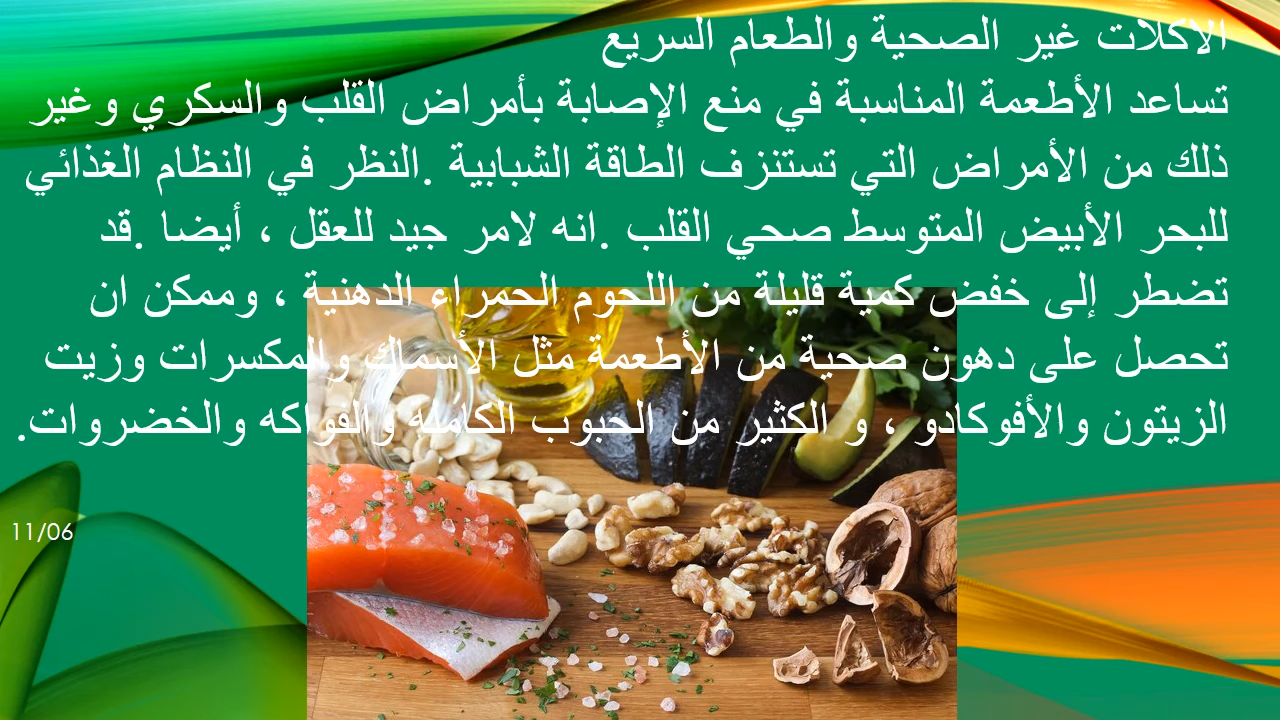 الاكلات غير الصحية والطعام السريع
تساعد الأطعمة المناسبة في منع الإصابة بأمراض القلب والسكري وغير
ذلك من الأمراض التي تستنزف الطاقة الشبابية .النظر في النظام الغذائي
للبحر الأبيض المتوسط صحي القلب .انه لامر جيد للعقل ، أيضا .قد
تضطر إلى خفض كمية قليلة من اللحوم الحمراء الدهنية ، وممكن ان
تحصل على دهون صحية من الأطعمة مثل الأسماك والمكسرات وزيت
الزيتون والأفوكادو ، و الكثير من الحبوب الكاملة والفواكه والخضروات.
11/06